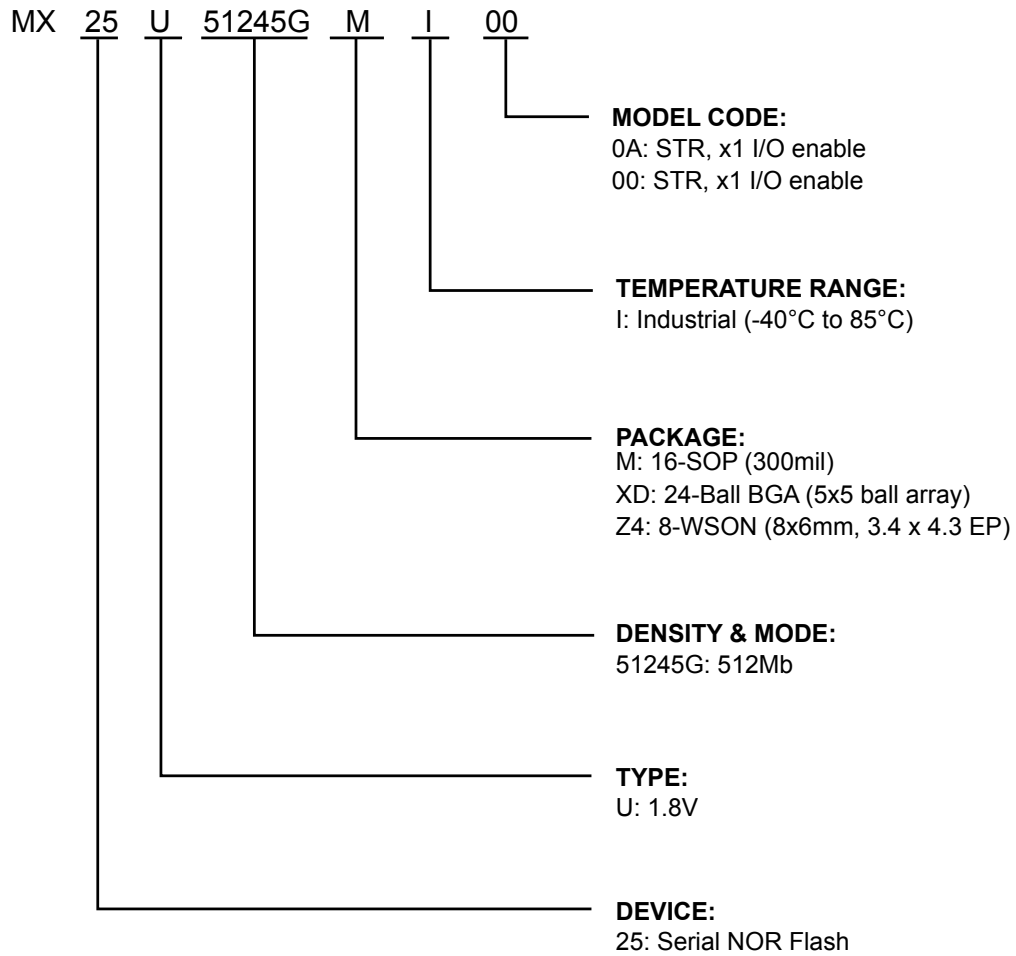 MX 25 U 51245G M I 00
MODEL CODE:
0A: STR, x1 I/O enable
00: STR, x1 I/O enable
TEMPERATURE RANGE:
I: Industrial (-40°C to 85°C)
PACKAGE:
M: 16-SOP (300mil)
XD: 24-Ball BGA (5x5 ball array)
Z4: 8-WSON (8x6mm, 3.4 x 4.3 EP)
DENSITY & MODE:
51245G: 512Mb
TYPE:
U: 1.8V
DEVICE:
25: Serial NOR Flash